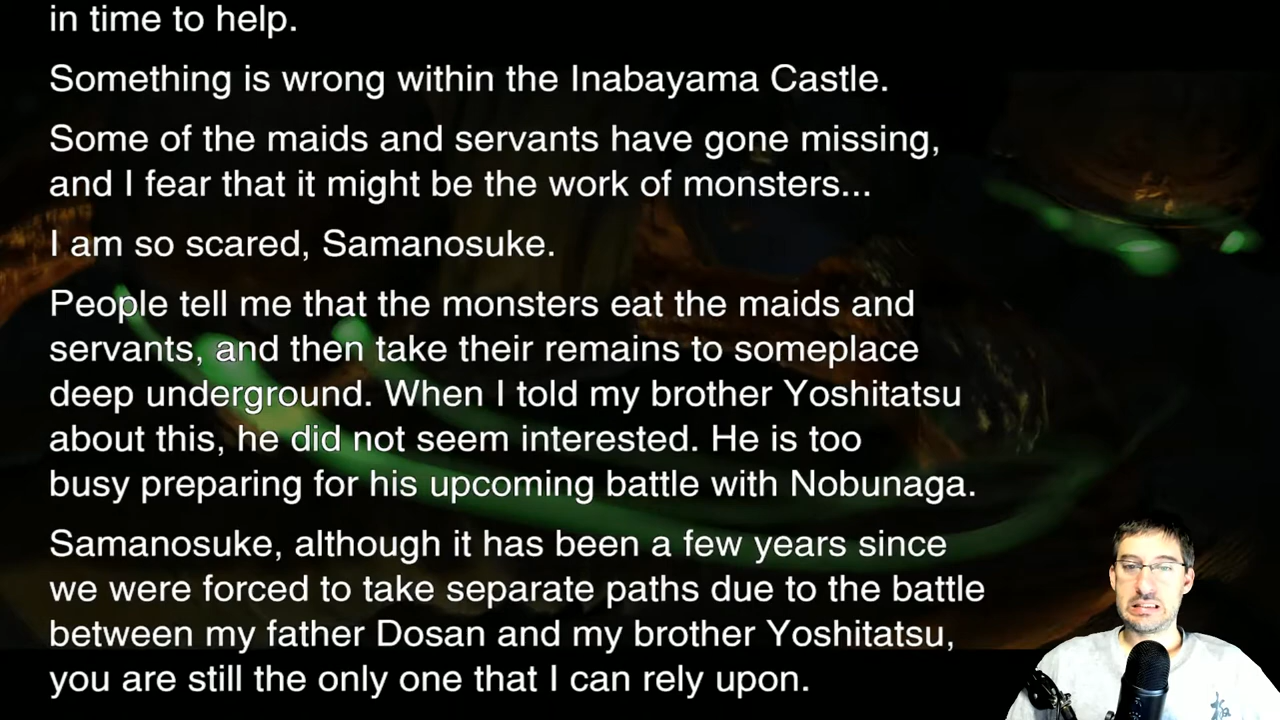 in time to help.
Something is wrong within the Inabayama Castle.
Some of the maids and servants have gone missing,
and I fear that it might be the work of monsters...
I am so scared, Samanosuke.
People tell me that the monsters eat the maids and
servants, and then take their remains to someplace
deep underground. When I told my brother Yoshitatsu
about this, he did not seem interested. He is too
busy preparing for his upcoming battle with Nobunaga.
Samanosuke, although it has been a few years since
we were forced to take separate paths due to the battle
between my father Dosan and my brother Yoshitatsu,
you are still the only one that I can rely upon.